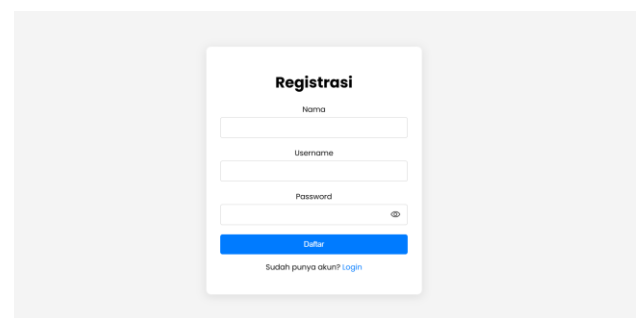 Registrasi
Nama
Username
Password
Daftar
Sudah punya akun? Login